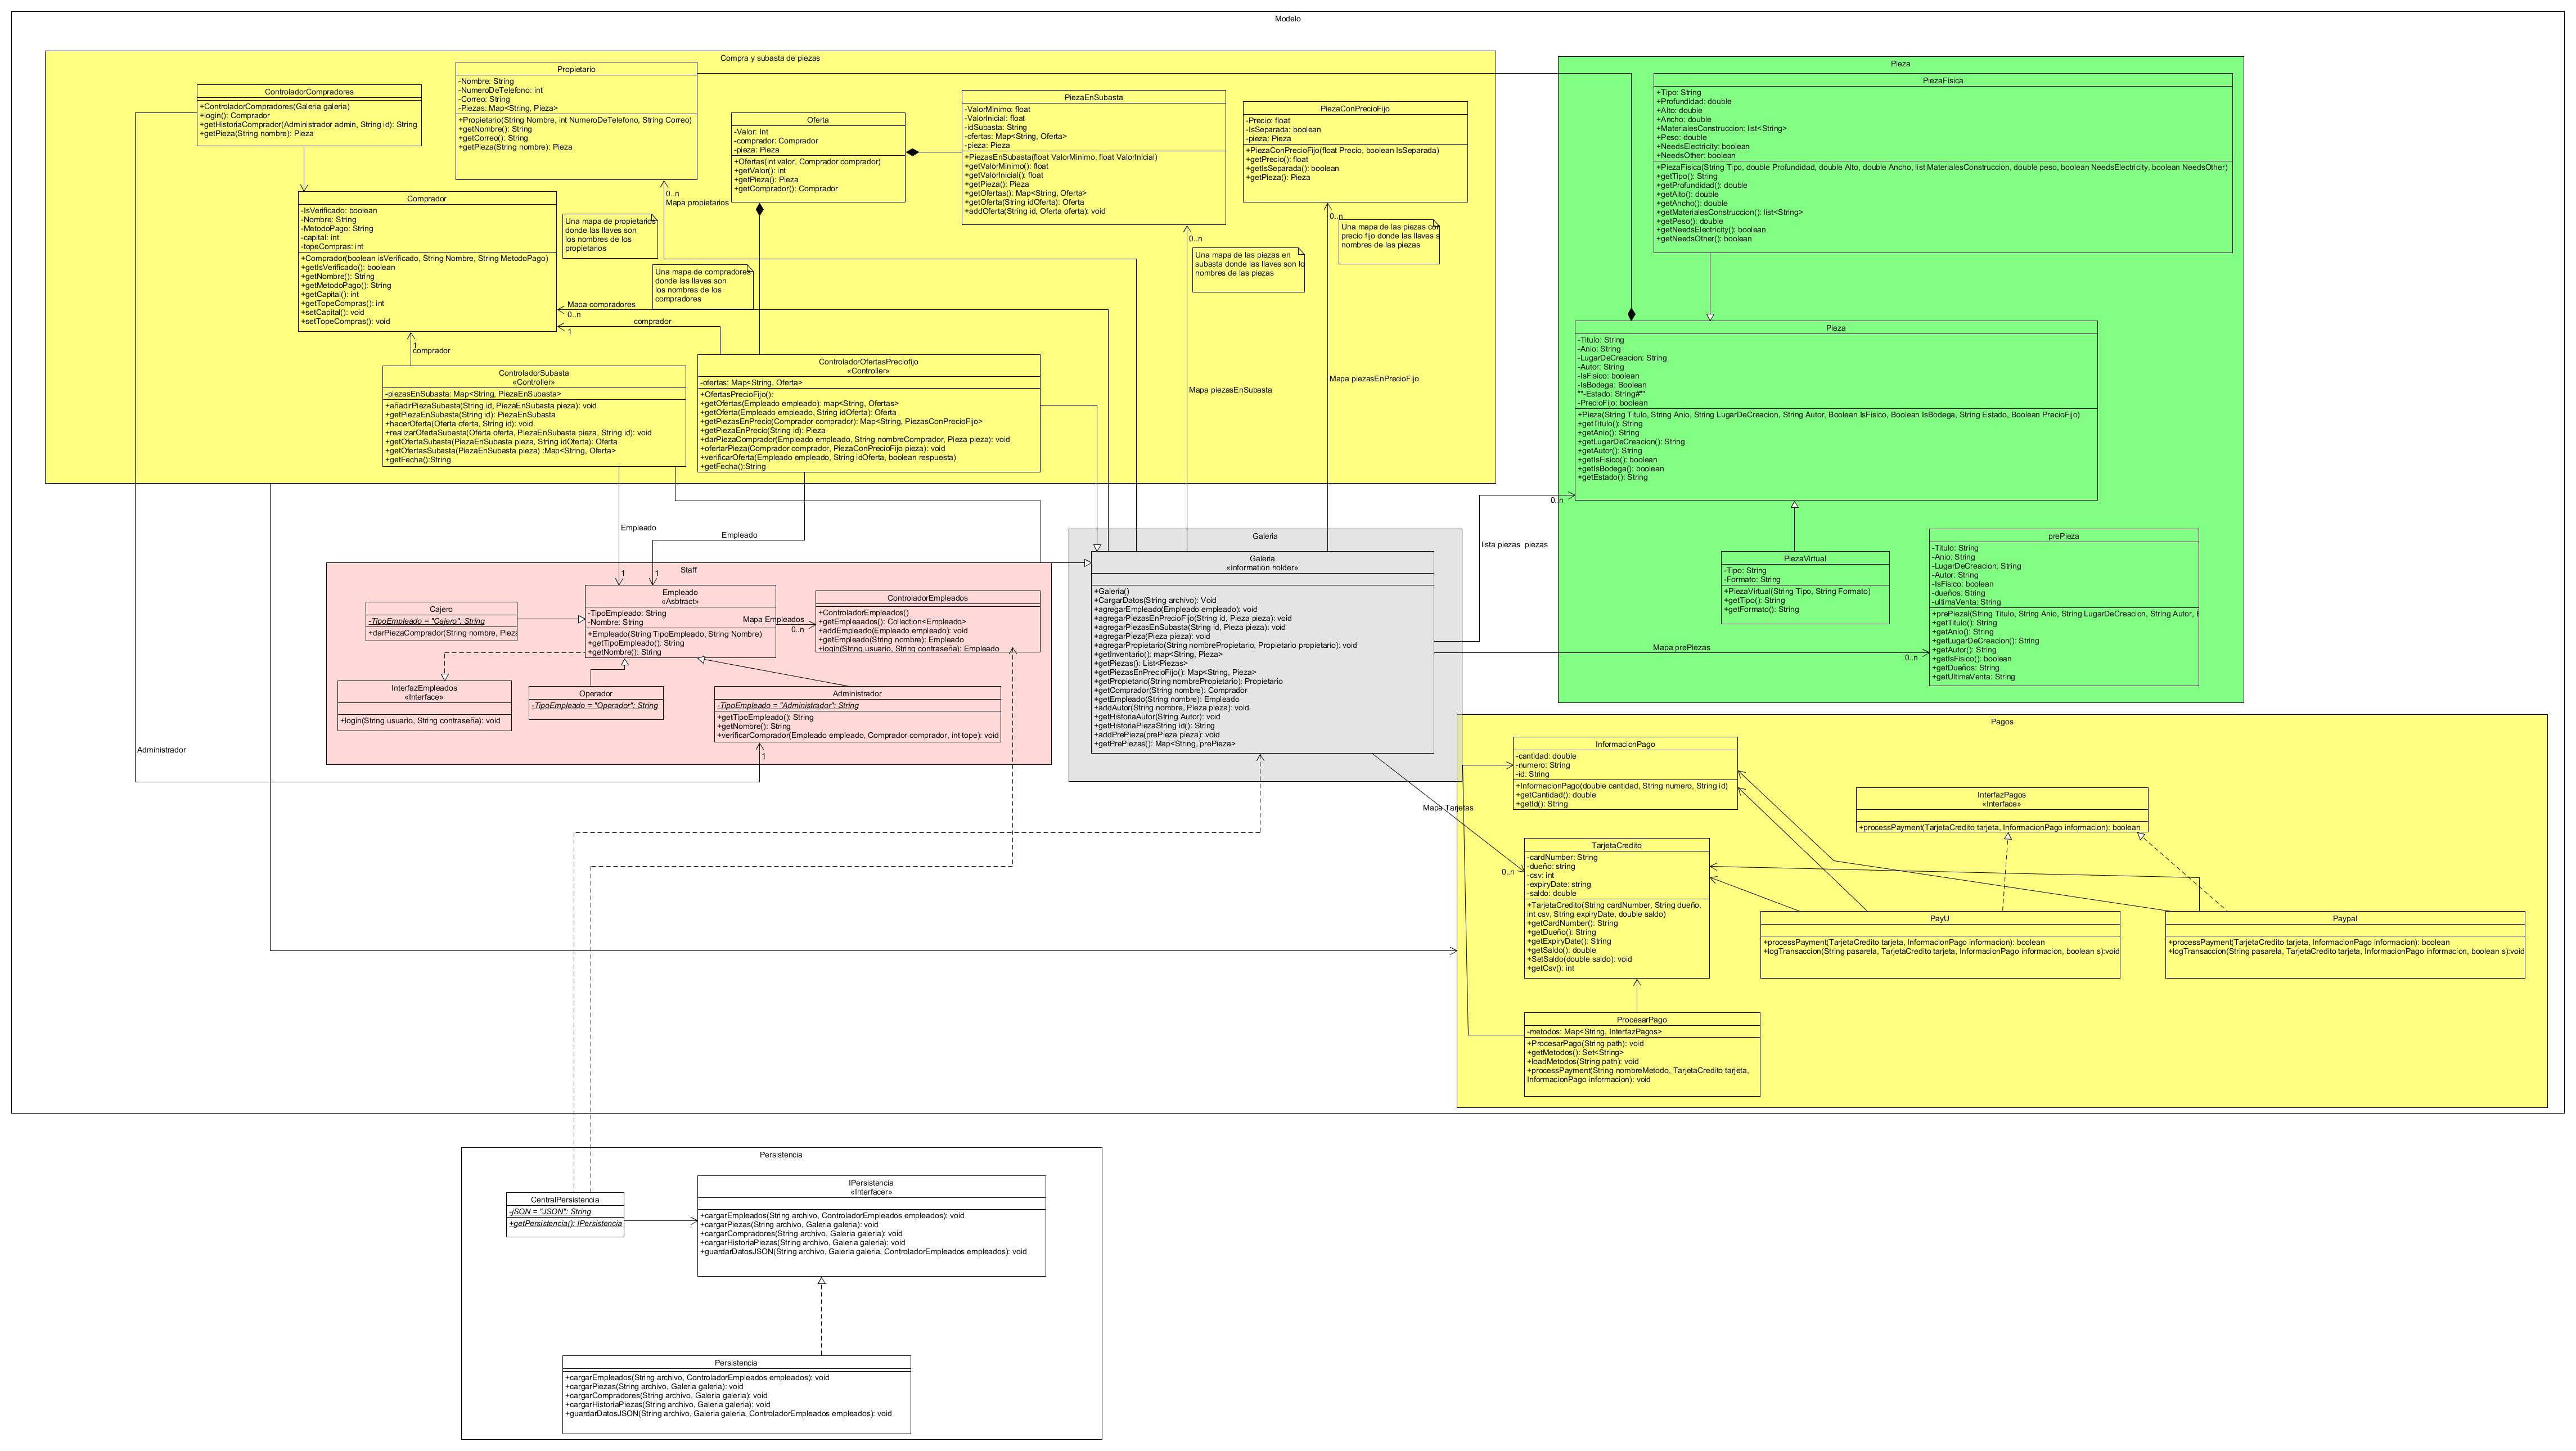 Modelo
Compra y subasta de piezas
ControladorCompradores
+ControladorCompradores(Galeria galeria)
+login(): Comprador
+getHistoriaComprador(Administrador admin, String id): String
+getPieza(String nombre): Pieza
Propietario
-Nombre: String
-NumeroDeTelefono: int
-Correo: String
-Piezas: Map<String, Pieza>
+Propietario(String Nombre, int NumeroDeTelefono, String Correo)
+getNombre(): String
+getCorreo(): String
+getPieza(String nombre): Pieza
Oferta
-Valor: Int
-comprador: Comprador
-pieza: Pieza
+Ofertas(int valor, Comprador comprador)
+getValor(): int
+getPieza(): Pieza
+getComprador(): Comprador
PiezaEnSubasta
-ValorMinimo: float
-ValorInicial: float
-idSubasta: String
-ofertas: Map<String, Oferta>
-pieza: Pieza
+PiezasEnSubasta(float ValorMinimo, float ValorInicial)
+getValorMinimo(): float
+getValorInicial(): float
+getPieza(): Pieza
+getOfertas(): Map<String, Oferta>
+getOferta(String idOferta): Oferta
+addOferta(String id, Oferta oferta): void
PiezaConPrecioFijo
-Precio: float
-IsSeparada: boolean
-pieza: Pieza
+PiezaConPrecioFijo(float Precio, boolean IsSeparada)
+getPrecio(): float
+getIsSeparada(): boolean
+getPieza(): Pieza
Comprador
-IsVerificado: boolean
-Nombre: String
-MetodoPago: String
-capital: int
-topeCompras: int
+Comprador(boolean isVerificado, String Nombre, String MetodoPago)
+getIsVerificado(): boolean
+getNombre(): String
+getMetodoPago(): String
+getCapital(): int
+getTopeCompras(): int
+setCapital(): void
+setTopeCompras(): void
0..n
Mapa propietarios
Una mapa de propietarios
donde las llaves son
los nombres de los
propietarios
Una mapa de compradores
donde las llaves son
los nombres de los
compradores
0..n
Una mapa de las piezas en
subasta donde las llaves son lo
nombres de las piezas
0..n
Una mapa de las piezas con
precio fijo donde las llaves s
nombres de las piezas
Mapa compradores
0..n
comprador
1
1
comprador
Mapa piezasEnSubasta
Mapa piezasEnPrecioFijo
ControladorSubasta
«Controller»
-piezasEnSubasta: Map<String, PiezaEnSubasta>
+añadirPiezaSubasta(String id, PiezaEnSubasta pieza): void
+getPiezaEnSubasta(String id): PiezaEnSubasta
+hacerOferta(Oferta oferta, String id): void
+realizarOfertaSubasta(Oferta oferta, PiezaEnSubasta pieza, String id): void
+getOfertaSubasta(PiezaEnSubasta pieza, String idOferta): Oferta
+getOfertasSubasta(PiezaEnSubasta pieza) :Map<String, Oferta>
+getFecha():String
ControladorOfertasPreciofijo
«Controller»
-ofertas: Map<String, Oferta>
+OfertasPrecioFijo():
+getOfertas(Empleado empleado): map<String, Ofertas>
+getOferta(Empleado empleado, String idOferta): Oferta
+getPiezasEnPrecio(Comprador comprador): Map<String, PiezasConPrecioFijo>
+getPiezaEnPrecio(String id): Pieza
+darPiezaComprador(Empleado empleado, String nombreComprador, Pieza pieza): void
+ofertarPieza(Comprador comprador, PiezaConPrecioFijo pieza): void
+verificarOferta(Empleado empleado, String idOferta, boolean respuesta)
+getFecha():String
Pieza
PiezaFisica
+Tipo: String
+Profundidad: double
+Alto: double
+Ancho: double
+MaterialesConstruccion: list<String>
+Peso: double
+NeedsElectricity: boolean
+NeedsOther: boolean
+PiezaFisica(String Tipo, double Profundidad, double Alto, double Ancho, list MaterialesConstruccion, double peso, boolean NeedsElectricity, boolean NeedsOther)
+getTipo(): String
+getProfundidad(): double
+getAlto(): double
+getAncho(): double
+getMaterialesConstruccion(): list<String>
+getPeso(): double
+getNeedsElectricity(): boolean
+getNeedsOther(): boolean
Pieza
-Titulo: String
-Anio: String
-LugarDeCreacion: String
-Autor: String
-IsFisico: boolean
-IsBodega: Boolean
""-Estado: String#""
-PrecioFijo: boolean
+Pieza(String Titulo, String Anio, String LugarDeCreacion, String Autor, Boolean IsFisico, Boolean IsBodega, String Estado, Boolean PrecioFijo)
+getTitulo(): String
+getAnio(): String
+getLugarDeCreacion(): String
+getAutor(): String
+getIsFisico(): boolean
+getIsBodega(): boolean
+getEstado(): String
0..n
lista piezas piezas
PiezaVirtual
-Tipo: String
-Formato: String
+PiezaVirtual(String Tipo, String Formato)
+getTipo(): String
+getFormato(): String
prePieza
-Titulo: String
-Anio: String
-LugarDeCreacion: String
-Autor: String
-IsFisico: boolean
-dueños: String
-ultimaVenta: String
+prePieza|(String Titulo, String Anio, String LugarDeCreacion, String Autor, E
+getTitulo(): String
+getAnio(): String
+getLugarDeCreacion(): String
+getAutor(): String
+getIsFisico(): boolean
+getDueños: String
+getUltimaVenta: String
Mapa prePiezas
0..n
Empleado
Empleado
1
1
Staff
Cajero
-TipoEmpleado = "Cajero": String
+darPiezaComprador(String nombre, Pieza
Empleado
«Asbtract»
-TipoEmpleado: String
-Nombre: String
+Empleado(String TipoEmpleado, String Nombre)
+getTipoEmpleado(): String
+getNombre(): String
Mapa Empleados
0..n
ControladorEmpleados
+ControladorEmpleados()
+getEmpleaados(): Collection<Empleado>
+addEmpleado(Empleado empleado): void
+getEmpleado(String nombre): Empleado
+login(String usuario, String contraseña): Empleado
InterfazEmpleados
«Interface»
+login(String usuario, String contraseña): void
Operador
-TipoEmpleado = "Operador": String
Administrador
-TipoEmpleado = "Administrador": String
+getTipoEmpleado(): String
+getNombre(): String
+verificarComprador(Empleado empleado, Comprador comprador, int tope): void
Administrador
1
Galeria
Galeria
«Information holder»
+Galeria()
+CargarDatos(String archivo): Void
+agregarEmpleado(Empleado empleado): void
+agregarPiezasEnPrecioFijo(String id, Pieza pieza): void
+agregarPiezasEnSubasta(String id, Pieza pieza): void
+agregarPieza(Pieza pieza): void
+agregarPropietario(String nombrePropietario, Propietario propietario): void
+getInventario(): map<String, Pieza>
+getPiezas(): List<Piezas>
+getPiezasEnPrecioFijo(): Map<String, Pieza>
+getPropietario(String nombrePropietario): Propietario
+getComprador(String nombre): Comprador
+getEmpleado(String nombre): Empleado
+addAutor(String nombre, Pieza pieza): void
+getHistoriaAutor(String Autor): void
+getHistoriaPiezaString id(): String
+addPrePieza(prePieza pieza): void
+getPrePiezas(): Map<String, prePieza>
Mapa Tarjetas
0..n
Pagos
InformacionPago
-cantidad: double
-numero: String
-id: String
+InformacionPago(double cantidad, String numero, String id)
+getCantidad(): double
+getId(): String
InterfazPagos
«Interface»
+processPayment(TarjetaCredito tarjeta, InformacionPago informacion): boolean
TarjetaCredito
-cardNumber: String
-dueño: string
-csv: int
-expiryDate: string
-saldo: double
+TarjetaCredito(String cardNumber, String dueño,
int csv, String expiryDate, double saldo)
+getCardNumber(): String
+getDueño(): String
+getExpiryDate(): String
+getSaldo(): double
+SetSaldo(double saldo): void
+getCsv(): int
PayU
+processPayment(TarjetaCredito tarjeta, InformacionPago informacion): boolean
+logTransaccion(String pasarela, TarjetaCredito tarjeta, InformacionPago informacion, boolean s):void
Paypal
+processPayment(TarjetaCredito tarjeta, InformacionPago informacion): boolean
+logTransaccion(String pasarela, TarjetaCredito tarjeta, InformacionPago informacion, boolean s):void
ProcesarPago
-metodos: Map<String, InterfazPagos>
+ProcesarPago(String path): void
+getMetodos(): Set<String>
+loadMetodos(String path): void
+processPayment(String nombreMetodo, TarjetaCredito tarjeta,
InformacionPago informacion): void
Persistencia
CentralPersistencia
-jSON = "JSON": String
+getPersistencia(): IPersistencia
IPersistencia
«Interfacer»
+cargarEmpleados(String archivo, ControladorEmpleados empleados): void
+cargarPiezas(String archivo, Galeria galeria): void
+cargarCompradores(String archivo, Galeria galeria): void
+cargarHistoriaPiezas(String archivo, Galeria galeria): void
+guardarDatosJSON(String archivo, Galeria galeria, ControladorEmpleados empleados): void
Persistencia
+cargarEmpleados(String archivo, ControladorEmpleados empleados): void
+cargarPiezas(String archivo, Galeria galeria): void
+cargarCompradores(String archivo, Galeria galeria): void
+cargarHistoriaPiezas(String archivo, Galeria galeria): void
+guardarDatosJSON(String archivo, Galeria galeria, ControladorEmpleados empleados): void